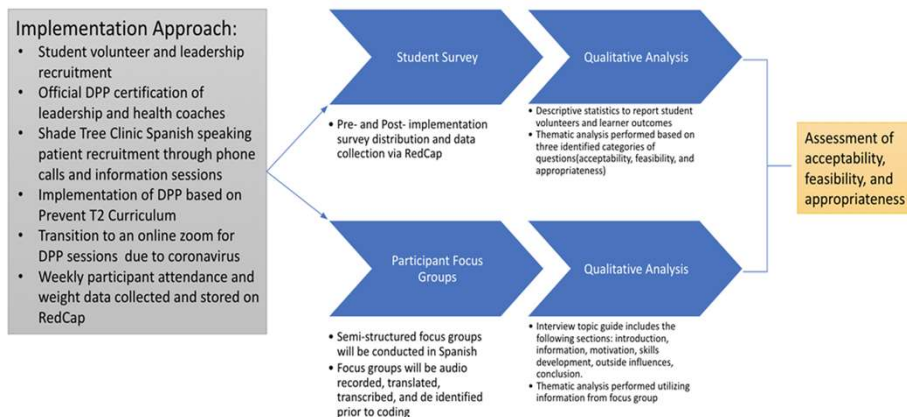 Implementation Approach:
• Student volunteer and leadership
recruitment
• Official DPP certification of
leadership and health coaches
• Shade Tree Clinic Spanish speaking
patient recruitment through phone
calls and information sessions
• Implementation of DPP based on
Prevent T2 Curriculum
• Transition to an online zoom for
DPP sessions due to coronavirus
• Weekly participant attendance and
weight data collected and stored on
RedCap
Student Survey
• Pre- and Post- implementation
survey distribution and data
collection via RedCap
Qualitative Analysis
• Descriptive statistics to report student
volunteers and learner outcomes
• Thematic analysis performed based on
three identified categories of
questions(acceptability, feasibility, and
appropriateness)
Participant Focus
Groups
• Semi-structured focus groups
will be conducted in Spanish
• Focus groups will be audio
recorded, translated,
transcribed, and de identified
prior to coding
Qualitative Analysis
• Interview topic guide includes the
following sections: introduction,
information, motivation, skills
development, outside influences,
conclusion.
• Thematic analysis performed utilizing
information from focus group
Assessment of
acceptability,
feasibility, and
appropriateness